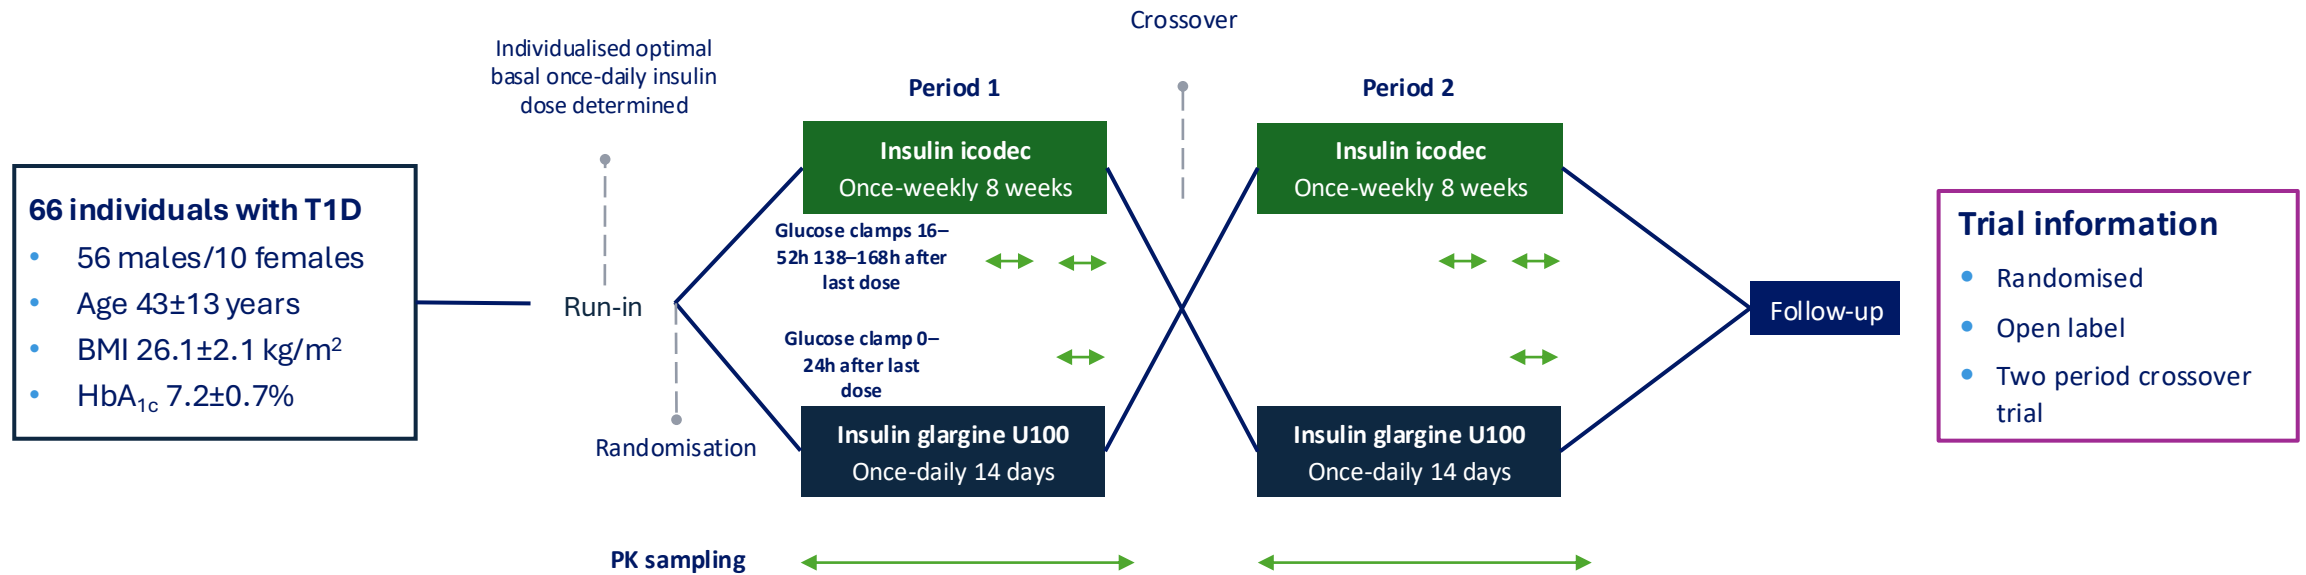 Crossover
Individualised optimal
basal once-daily insulin
dose determined
Period 1
Period 2
66 individuals with T1D
• 56 males/10 females
• Age 43±13 years
• BMI 26.1±2.1 kg/m²
• HbA₁c 7.2±0.7%
Run-in
Randomisation
Insulin icodec
Once-weekly 8 weeks
Glucose clamps 16–
52h 138–168h after
last dose
Glucose clamp 0–
24h after last
dose
Insulin glargine U100
Once-daily 14 days
Insulin icodec
Once-weekly 8 weeks
Insulin glargine U100
Once-daily 14 days
Follow-up
Trial information
• Randomised
• Open label
• Two period crossover
trial
PK sampling